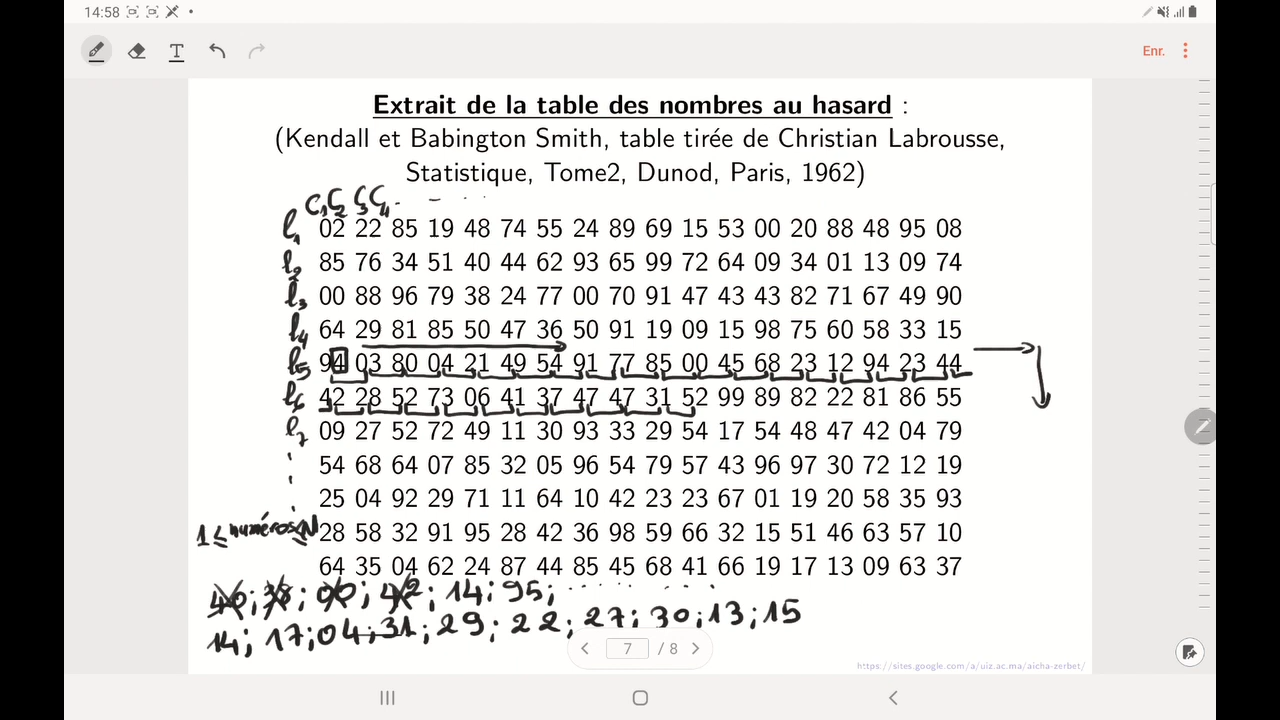 14:58
Enr.
Extrait de la table des nombres au hasard :
(Kendall et Babington Smith, table tirée de Christian Labrousse,
Statistique, Tome2, Dunod, Paris, 1962)
C1 C2 C3 C4
l1 02 22 85 19 48 74 55 24 89 69 15 53 00 20 88 48 95 08
l2 85 76 34 51 40 44 62 93 65 99 72 64 09 34 01 13 09 74
l3 00 88 96 79 38 24 77 00 70 91 47 43 43 82 71 67 49 90
l4 64 29 81 85 50 47 36 50 91 19 09 15 98 75 60 58 33 15
l5 94 03 80 04 21 49 54 91 77 85 00 45 68 23 12 94 23 44
l6 42 28 52 73 06 41 37 47 47 31 52 99 89 82 22 81 86 55
l7 09 27 52 72 49 11 30 93 33 29 54 17 54 48 47 42 04 79
54 68 64 07 85 32 05 96 54 79 57 43 96 97 30 72 12 19
25 04 92 29 71 11 64 10 42 23 23 67 01 19 20 58 35 93
1 ≤ numéros ≤ N 28 58 32 91 95 28 42 36 98 59 66 32 15 51 46 63 57 10
64 35 04 62 24 87 44 85 45 68 41 66 19 17 13 09 63 37
40; 38; 00; 42; 14; 95; .......
14; 17; 04; 31; 29; 22; 27; 30; 13; 15
7 / 8
https://sites.google.com/a/uiz.ac.ma/aicha-zerbet/